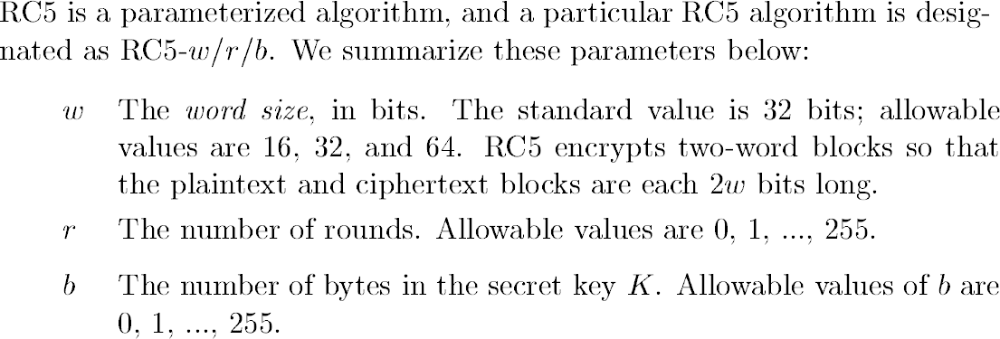 RC5 is a parameterized algorithm, and a particular RC5 algorithm is desig-
nated as RC5-w/r/b. We summarize these parameters below:
w The word size, in bits. The standard value is 32 bits; allowable
values are 16, 32, and 64. RC5 encrypts two-word blocks so that
the plaintext and ciphertext blocks are each 2w bits long.
r The number of rounds. Allowable values are 0, 1, ..., 255.
b The number of bytes in the secret key K. Allowable values of b are
0, 1, ..., 255.